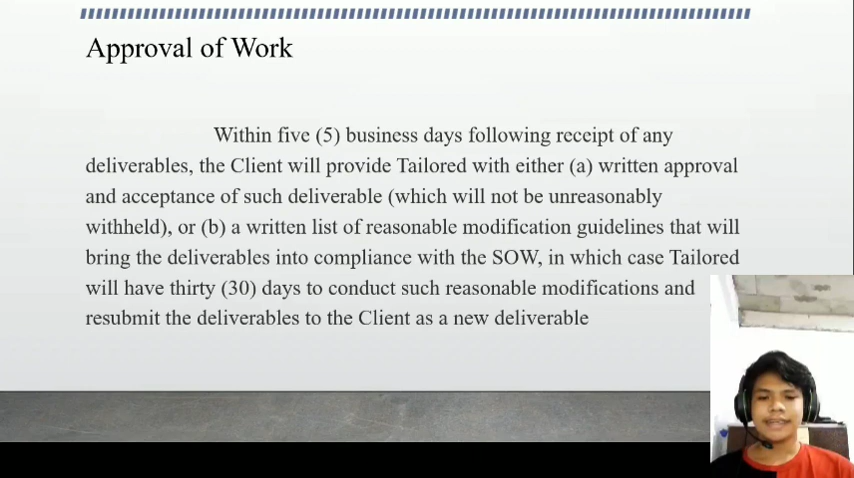 Approval of Work
Within five (5) business days following receipt of any
deliverables, the Client will provide Tailored with either (a) written approval
and acceptance of such deliverable (which will not be unreasonably
withheld), or (b) a written list of reasonable modification guidelines that will
bring the deliverables into compliance with the SOW, in which case Tailored
will have thirty (30) days to conduct such reasonable modifications and
resubmit the deliverables to the Client as a new deliverable